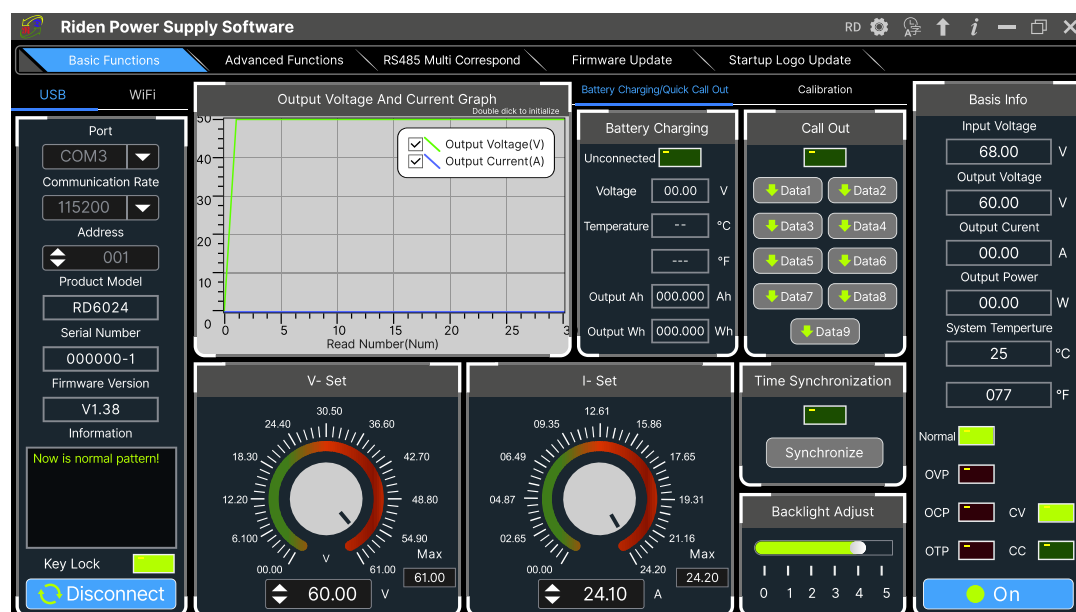 Riden Power Supply Software
RD
Basic Functions
Advanced Functions
RS485 Multi Correspond
Firmware Update
Startup Logo Update
USB
WiFi
Port
COM3
Communication Rate
115200
Address
001
Product Model
RD6024
Serial Number
000000-1
Firmware Version
V1.38
Information
Now is normal pattern!
Key Lock
Disconnect
Output Voltage And Current Graph
Double dick to initialize
Output Voltage(V)
Output Current(A)
50
40
30
20
10
0
0 5 10 15 20 25 3
Read Number(Num)
Battery Charging/Quick Call Out
Calibration
Battery Charging
Unconnected
Voltage 00.00 V
Temperature -- °C
--- °F
Output Ah 000.000 Ah
Output Wh 000.000 Wh
Call Out
Data1 Data2
Data3 Data4
Data5 Data6
Data7 Data8
Data9
V- Set
30.50
24.40 36.60
18.30 42.70
12.20 48.80
6.100 54.90
00.00 V 61.00
Max
61.00
60.00 V
I- Set
12.61
09.35 15.86
06.49 17.65
04.87 19.31
02.65 21.16
00.00 24.20
Max
24.20
24.10 A
Time Synchronization
Synchronize
Backlight Adjust
0 1 2 3 4 5
Basis Info
Input Voltage
68.00 V
Output Voltage
60.00 V
Output Curent
00.00 A
Output Power
00.00 W
System Temperture
25 °C
077 °F
Normal
OVP
OCP CV
OTP CC
On